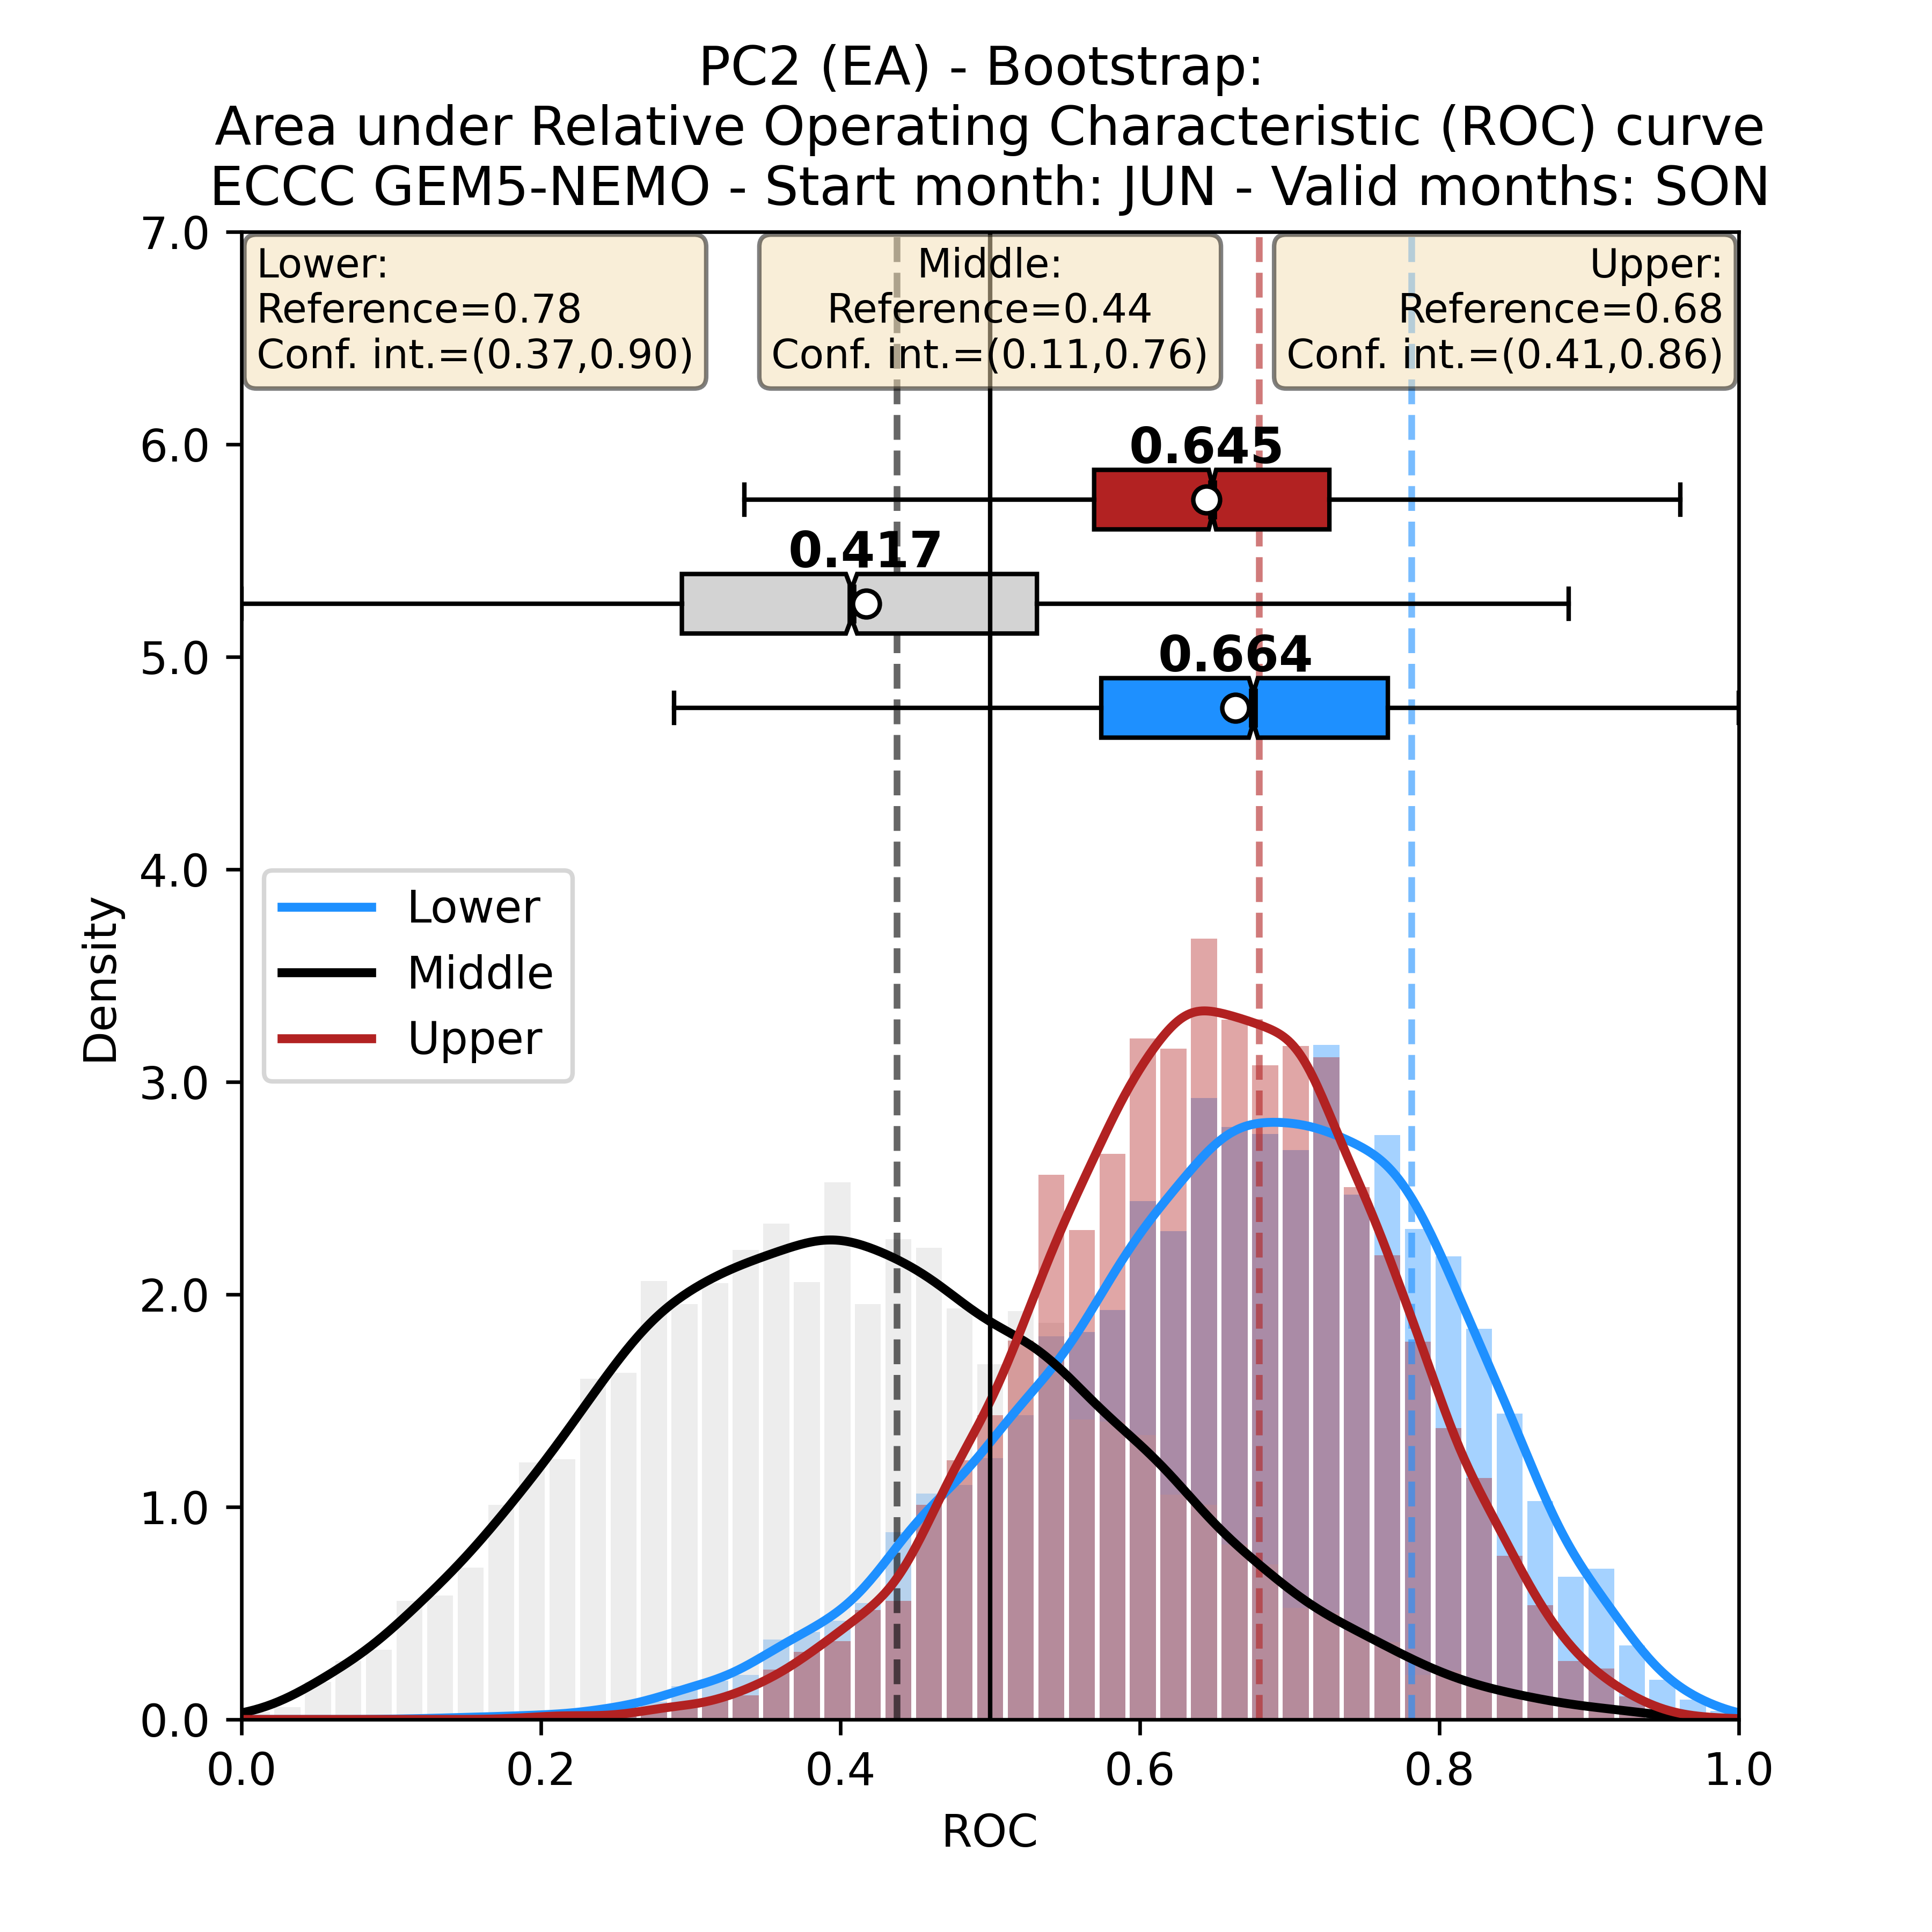 PC2 (EA) - Bootstrap:
Area under Relative Operating Characteristic (ROC) curve
ECCC GEM5-NEMO - Start month: JUN - Valid months: SON
Lower:
Reference=0.78
Conf. int.=(0.37,0.90)
Middle:
Reference=0.44
Conf. int.=(0.11,0.76)
Upper:
Reference=0.68
Conf. int.=(0.41,0.86)
0.645
0.417
0.664
Lower
Middle
Upper
Density
7.0
6.0
5.0
4.0
3.0
2.0
1.0
0.0
0.0 0.2 0.4 0.6 0.8 1.0
ROC